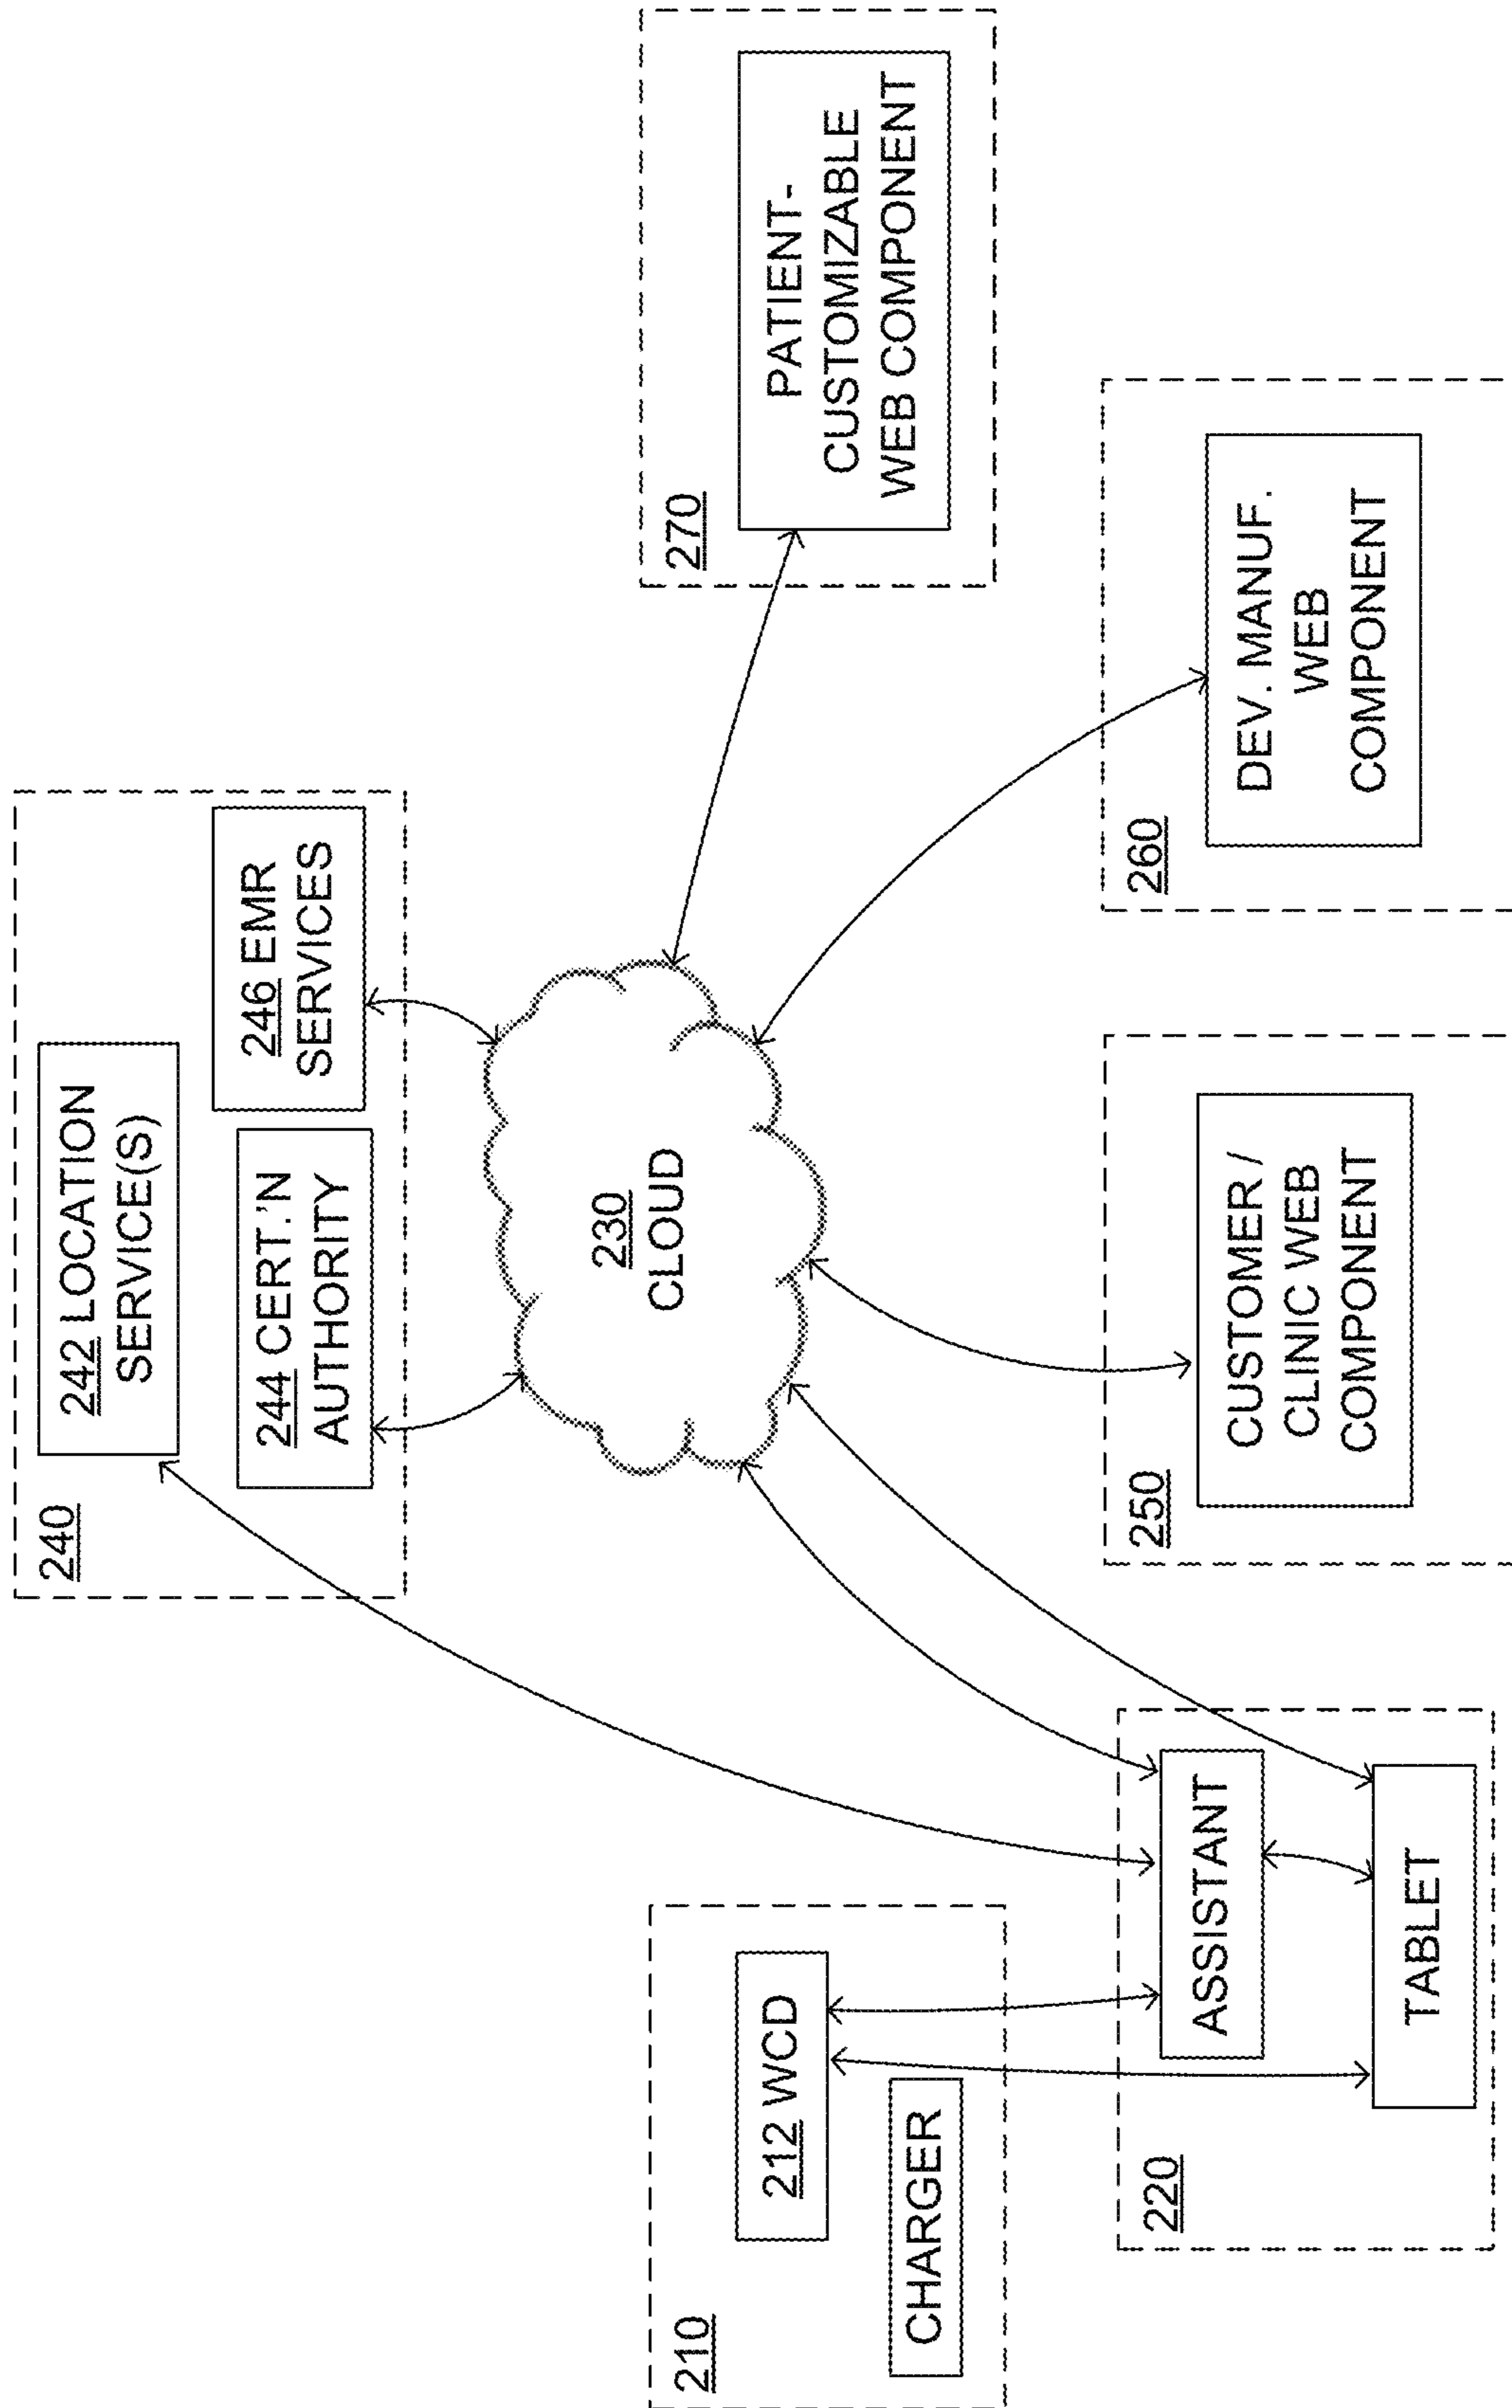 240
242 LOCATION
SERVICE(S)
244 CERT.'N
AUTHORITY
246 EMR
SERVICES
210
212 WCD
CHARGER
230
CLOUD
270
PATIENT-
CUSTOMIZABLE
WEB COMPONENT
220
ASSISTANT
TABLET
250
CUSTOMER /
CLINIC WEB
COMPONENT
260
DEV. MANUF.
WEB
COMPONENT